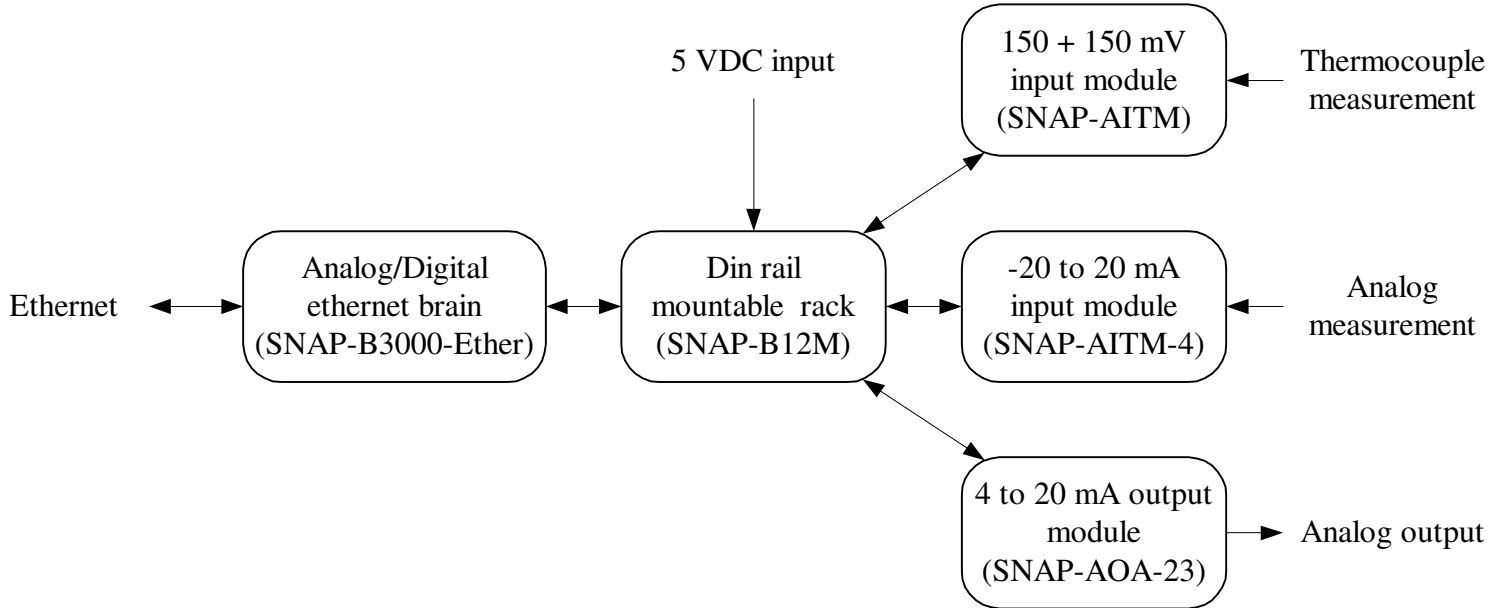 5 VDC input
150 + 150 mV
input module
(SNAP-AITM)
Thermocouple
measurement
Ethernet
Analog/Digital
ethernet brain
(SNAP-B3000-Ether)
Din rail
mountable rack
(SNAP-B12M)
-20 to 20 mA
input module
(SNAP-AITM-4)
Analog
measurement
4 to 20 mA output
module
(SNAP-AOA-23)
Analog output